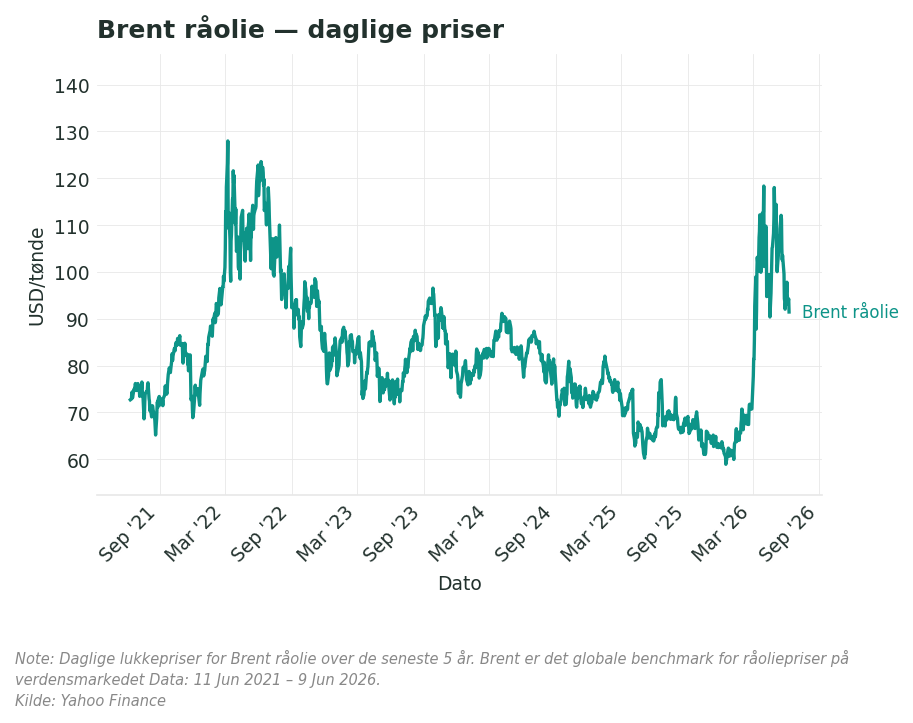 Brent råolie — daglige priser
140
130
120
110
100
90
80
70
60
USD/tønde
Brent råolie
Sep '21
Mar '22
Sep '22
Mar '23
Sep '23
Mar '24
Sep '24
Mar '25
Sep '25
Mar '26
Sep '26
Dato
Note: Daglige lukkepriser for Brent råolie over de seneste 5 år. Brent er det globale benchmark for råoliepriser på
verdensmarkedet Data: 11 Jun 2021 – 9 Jun 2026.
Kilde: Yahoo Finance